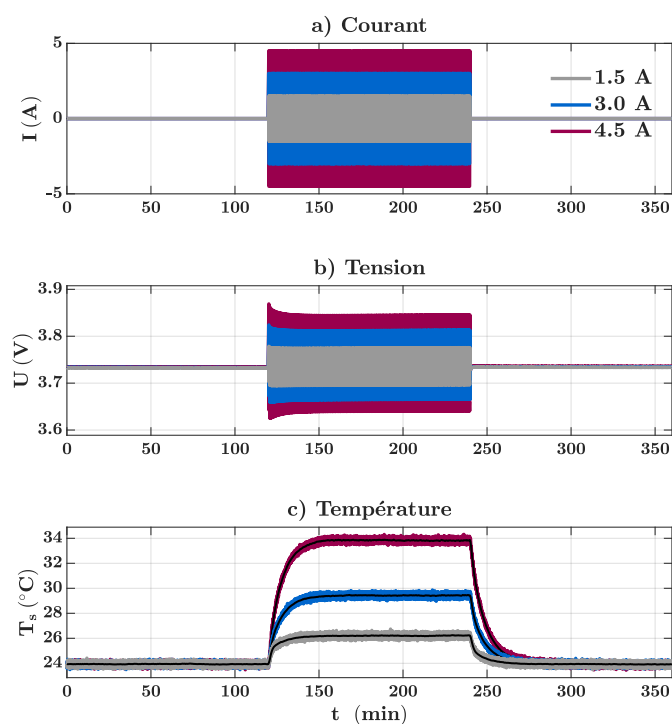 a) Courant
I (A)
5
0
-5
1.5 A
3.0 A
4.5 A
0 50 100 150 200 250 300 350
b) Tension
U (V)
3.9
3.8
3.7
3.6
0 50 100 150 200 250 300 350
c) Température
T_s (°C)
34
32
30
28
26
24
0 50 100 150 200 250 300 350
t (min)